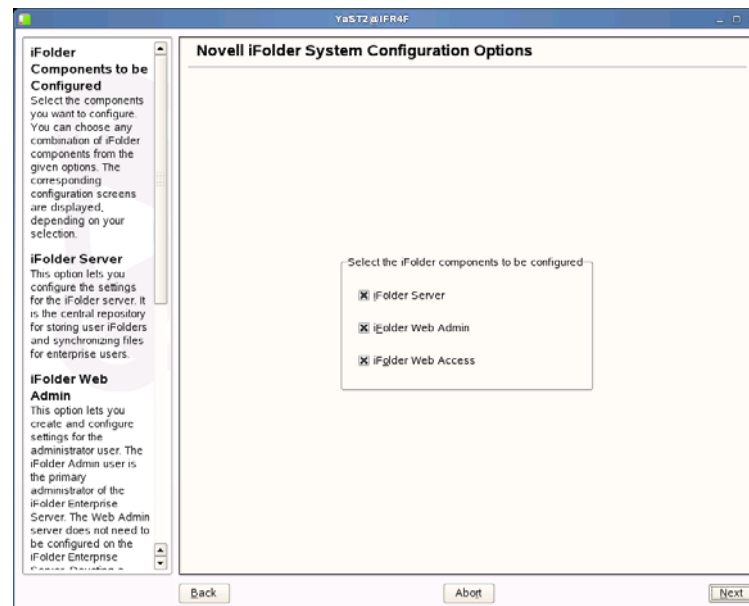 YaST2@IFR4F
iFolder
Components to be
Configured
Select the components
you want to configure.
You can choose any
combination of iFolder
components from the
given options. The
corresponding
configuration screens
are displayed,
depending on your
selection.
iFolder Server
This option lets you
configure the settings
for the iFolder server. It
is the central repository
for storing user iFolders
and synchronizing files
for enterprise users.
iFolder Web
Admin
This option lets you
create and configure
settings for the
administrator user. The
iFolder Admin user is
the primary
administrator of the
iFolder Enterprise
Server. The Web Admin
server does not need to
be configured on the
iFolder Enterprise
Novell iFolder System Configuration Options
Select the iFolder components to be configured
iFolder Server
iFolder Web Admin
iFolder Web Access
Back
Abort
Next